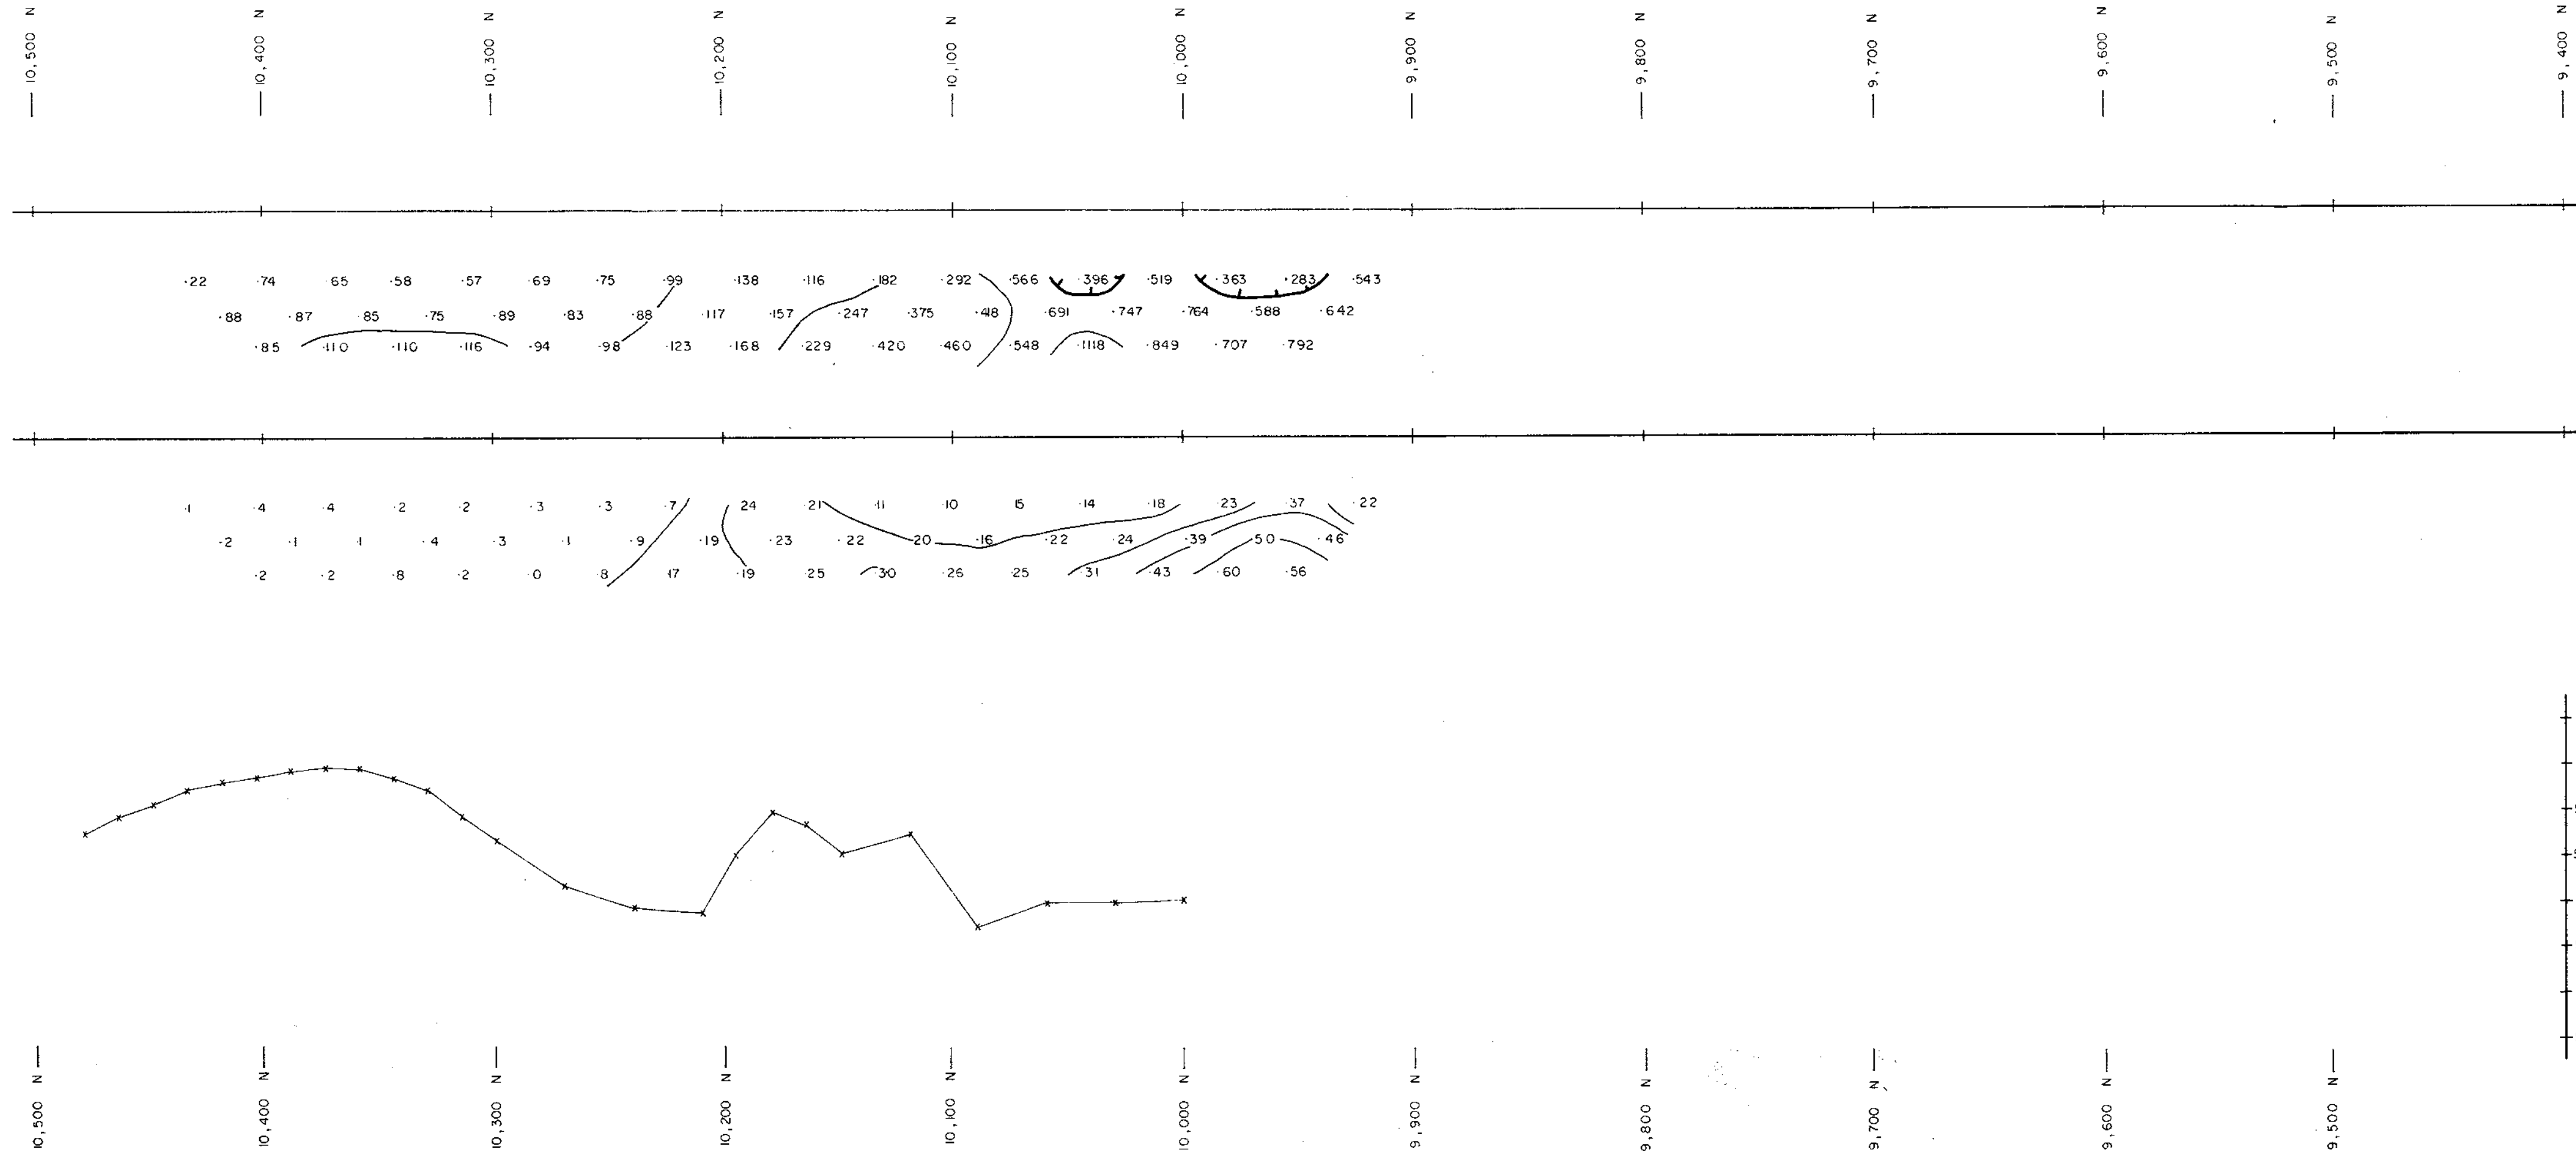 10,500 N 10,400 N 10,300 N 10,200 N 10,100 N 10,000 N 9,900 N 9,800 N 9,700 N 9,600 N 9,500 N 9,400 N
·22 ·74 ·65 ·58 ·57 ·69 ·75 ·99 ·138 ·116 ·182 ·292 ·566 ·396 ·519 ·363 ·283 ·543
·88 ·87 ·85 ·75 ·89 ·83 ·88 ·117 ·157 ·247 ·375 ·418 ·691 ·747 ·764 ·588 ·642
·85 ·110 ·110 ·116 ·94 ·98 ·123 ·168 ·229 ·420 ·460 ·548 ·1118 ·849 ·707 ·792
·1 ·4 ·4 ·2 ·2 ·3 ·3 ·7 24 ·21 ·11 ·10 15 ·14 ·18 ·23 ·37 ·22
·2 ·1 ·1 ·4 ·3 ·1 ·9 ·19 ·23 ·22 ·20 ·16 ·22 ·24 ·39 ·50 ·46
·2 ·2 ·8 ·2 ·0 ·8 ·17 ·19 ·25 ·30 ·26 ·25 ·31 ·43 ·60 ·56
10,500 N 10,400 N 10,300 N 10,200 N 10,100 N 10,000 N 9,900 N 9,800 N 9,700 N 9,600 N 9,500 N